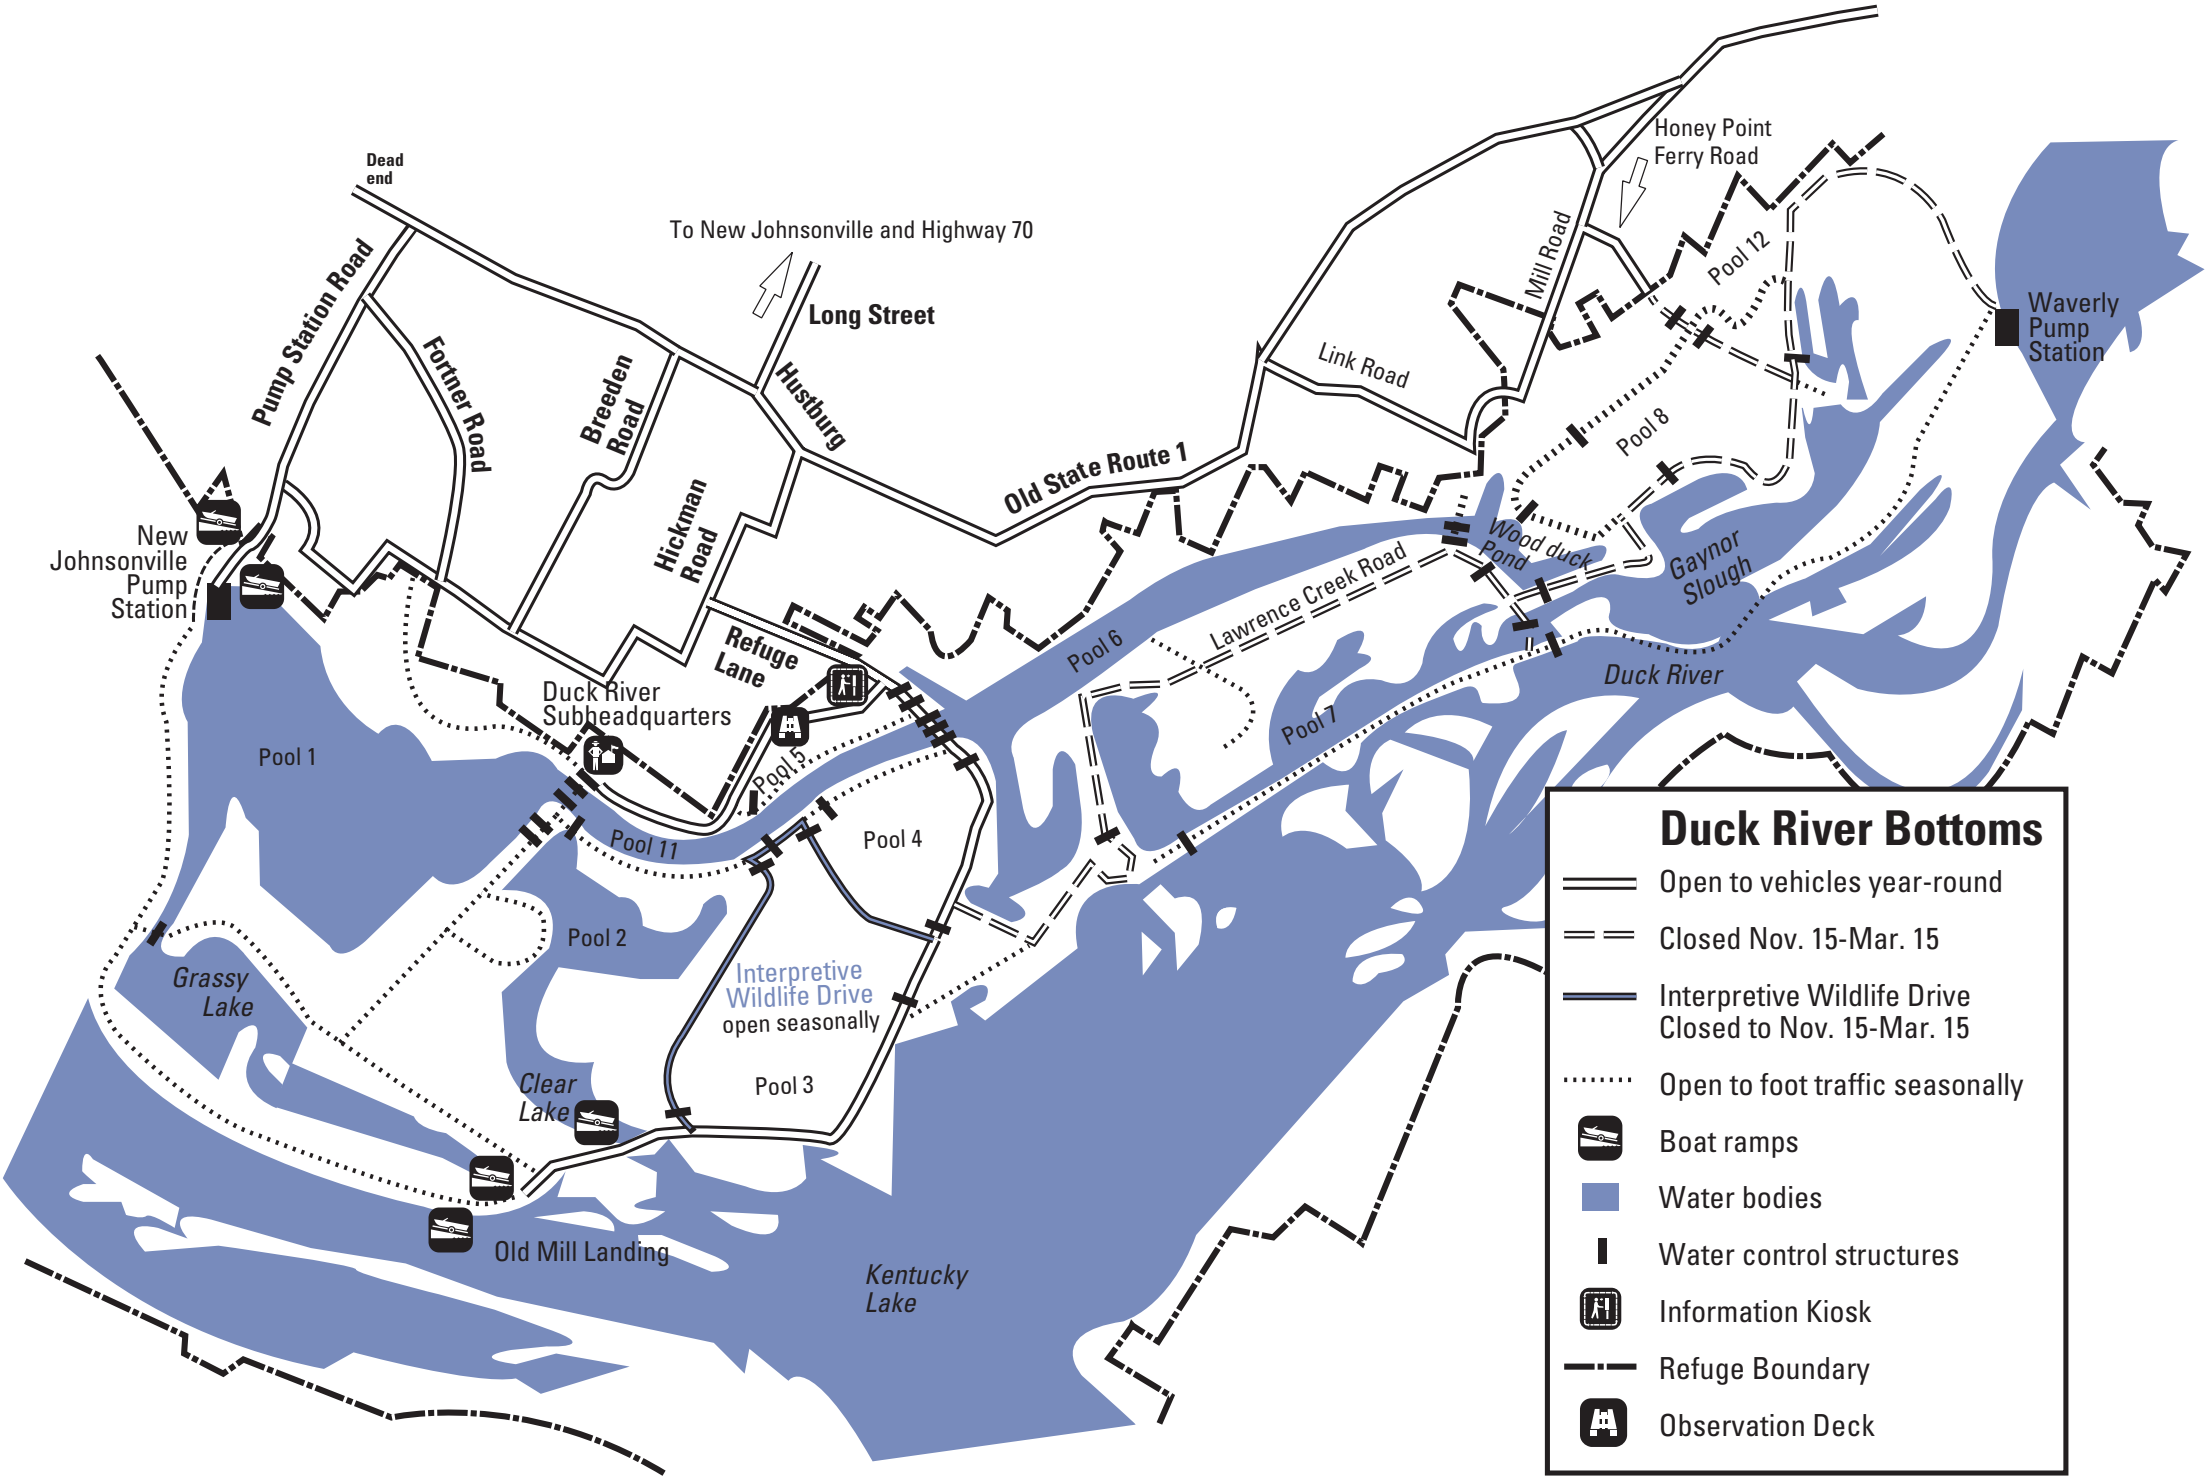 Dead
end
Honey Point
Ferry Road
To New Johnsonville and Highway 70
Long Street
Pump Station Road
Fortner Road
Breeden
Road
Hustburg
Hickman
Road
Old State Route 1
Link Road
Mill Road
Pool 12
Pool 8
Waverly
Pump
Station
New
Johnsonville
Pump
Station
Refuge
Lane
Duck River
Subheadquarters
Wood duck
Pond
Gaynor
Slough
Lawrence Creek Road
Pool 6
Pool 7
Duck River
Pool 1
Pool 5
Pool 11
Pool 4
Pool 2
Grassy
Lake
Interpretive
Wildlife Drive
open seasonally
Pool 3
Clear
Lake
Old Mill Landing
Kentucky
Lake
Duck River Bottoms
Open to vehicles year-round
Closed Nov. 15-Mar. 15
Interpretive Wildlife Drive
Closed to Nov. 15-Mar. 15
Open to foot traffic seasonally
Boat ramps
Water bodies
Water control structures
Information Kiosk
Refuge Boundary
Observation Deck